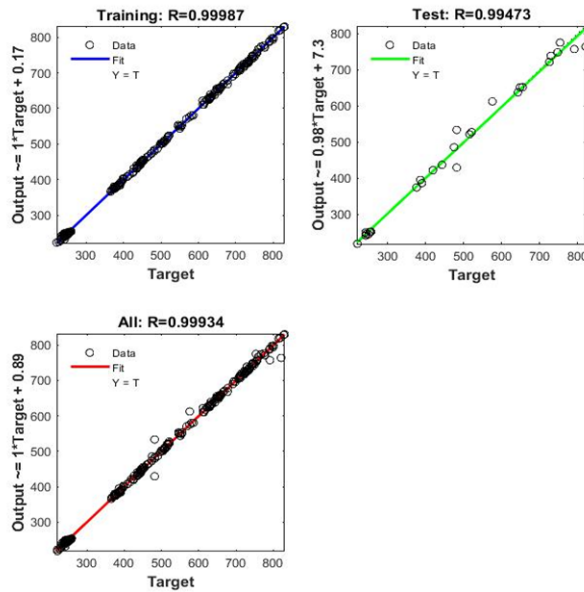 Training: R=0.99987
Output ~= 1*Target + 0.17
800
700
600
500
400
300
Data
Fit
Y = T
300 400 500 600 700 800
Target
Test: R=0.99473
Output ~= 0.98*Target + 7.3
800
700
600
500
400
300
Data
Fit
Y = T
300 400 500 600 700 800
Target
All: R=0.99934
Output ~= 1*Target + 0.89
800
700
600
500
400
300
Data
Fit
Y = T
300 400 500 600 700 800
Target